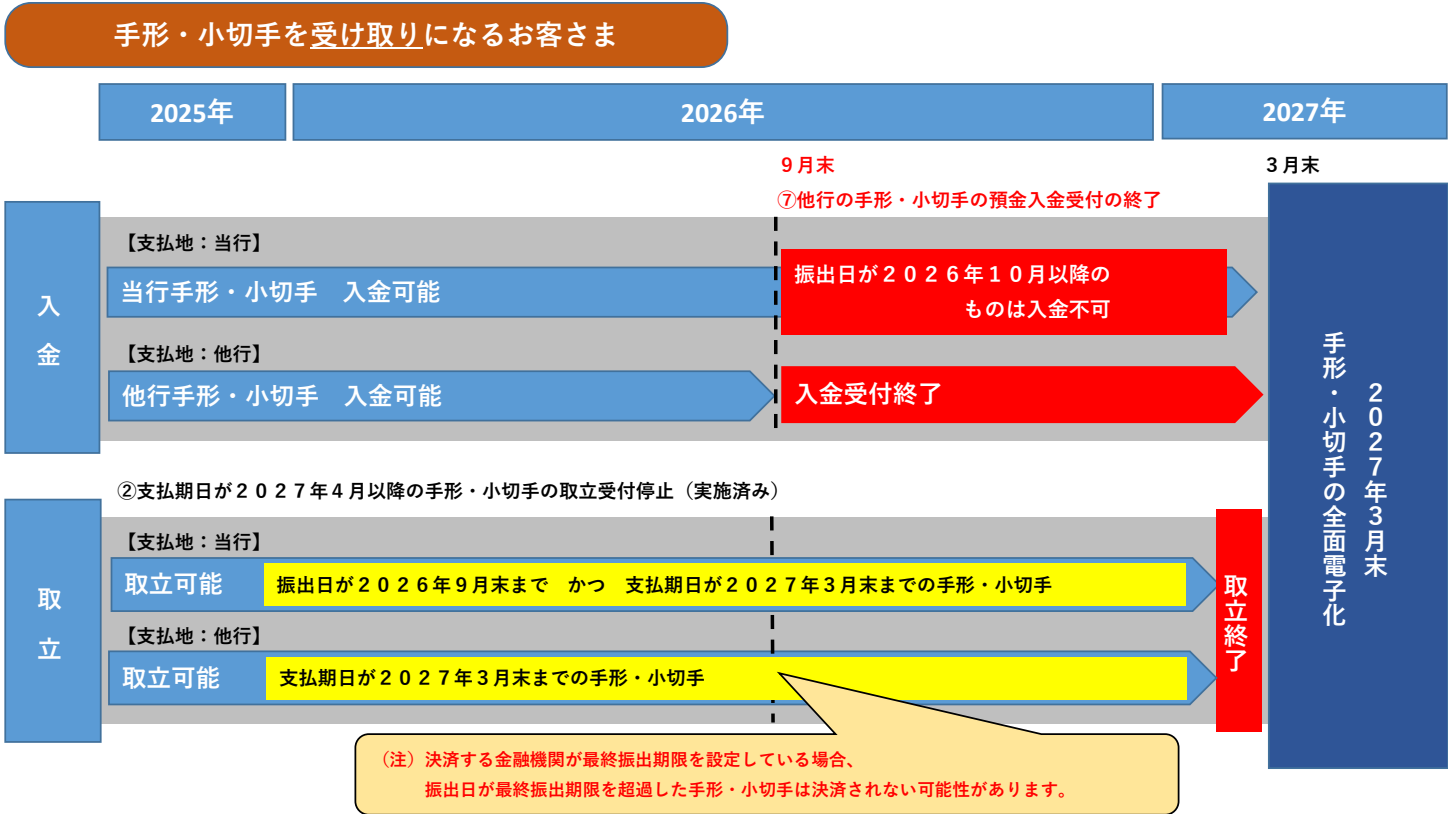 手形・小切手を受け取りになるお客さま
2025年
2026年
2027年
９月末
３月末
⑦他行の手形・小切手の預金入金受付の終了
入金
【支払地：当行】
当行手形・小切手　入金可能
振出日が２０２６年１０月以降の
ものは入金不可
【支払地：他行】
他行手形・小切手　入金可能
入金受付終了
２０２７年３月末
手形・小切手の全面電子化
②支払期日が２０２７年４月以降の手形・小切手の取立受付停止（実施済み）
取立
【支払地：当行】
取立可能
振出日が２０２６年９月末まで　かつ　支払期日が２０２７年３月末までの手形・小切手
【支払地：他行】
取立可能
支払期日が２０２７年３月末までの手形・小切手
取立終了
（注）決済する金融機関が最終振出期限を設定している場合、
振出日が最終振出期限を超過した手形・小切手は決済されない可能性があります。